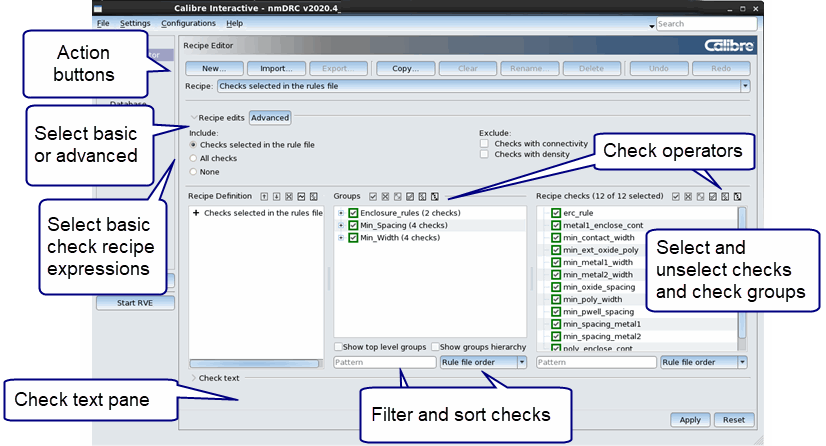 Calibre Interactive - nmDRC v2020.4_
File Settings Configurations Help
Search
Action buttons
Recipe Editor
Calibre
New... Import... Export... Copy... Clear Rename... Delete Undo Redo
Recipe: Checks selected in the rules file
Database
Select basic or advanced
Recipe edits Advanced
Include:
Checks selected in the rule file
All checks
None
Exclude:
Checks with connectivity
Checks with density
Check operators
Select basic check recipe expressions
Start RVE
Recipe Definition
Checks selected in the rules file
Groups
Enclosure_rules (2 checks)
Min_Spacing (4 checks)
Min_Width (4 checks)
Show top level groups Show groups hierarchy
Pattern Rule file order
Recipe checks (12 of 12 selected)
erc_rule
metal1_enclose_cont
min_contact_width
min_ext_oxide_poly
min_metal1_width
min_metal2_width
min_oxide_spacing
min_poly_width
min_pwell_spacing
min_spacing_metal1
min_spacing_metal2
poly_enclose_cont
Pattern Rule file order
Select and unselect checks and check groups
Check text
Check text pane
Filter and sort checks
Apply Reset